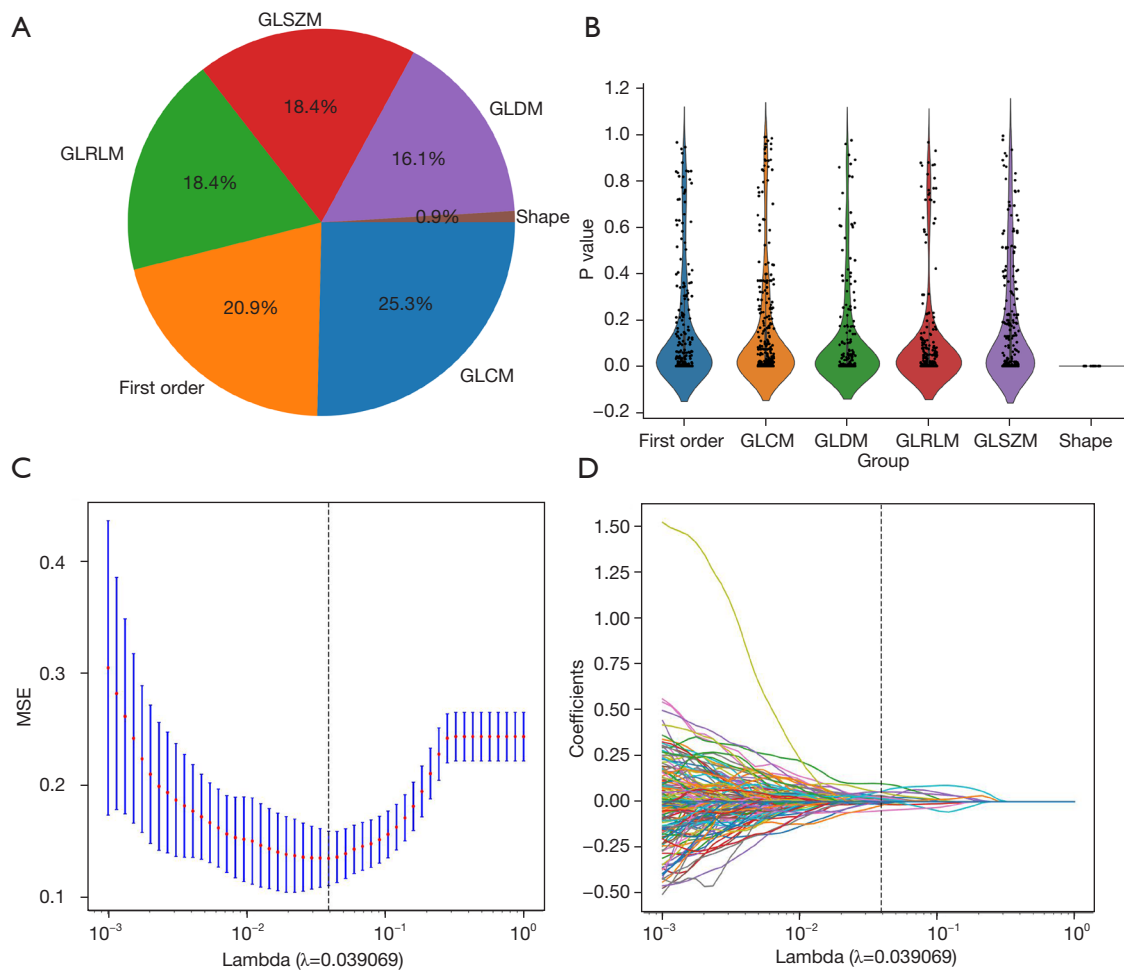 A
GLSZM
GLDM
GLRLM
18.4%
16.1%
18.4%
0.9%
Shape
20.9%
25.3%
First order
GLCM
B
P value
1.2
1.0
0.8
0.6
0.4
0.2
0.0
−0.2
First order GLCM GLDM GLRLM GLSZM Shape
Group
C
MSE
0.4
0.3
0.2
0.1
10⁻³ 10⁻² 10⁻¹ 10⁰
Lambda (λ=0.039069)
D
Coefficients
1.50
1.25
1.00
0.75
0.50
0.25
0.00
−0.25
−0.50
10⁻³ 10⁻² 10⁻¹ 10⁰
Lambda (λ=0.039069)